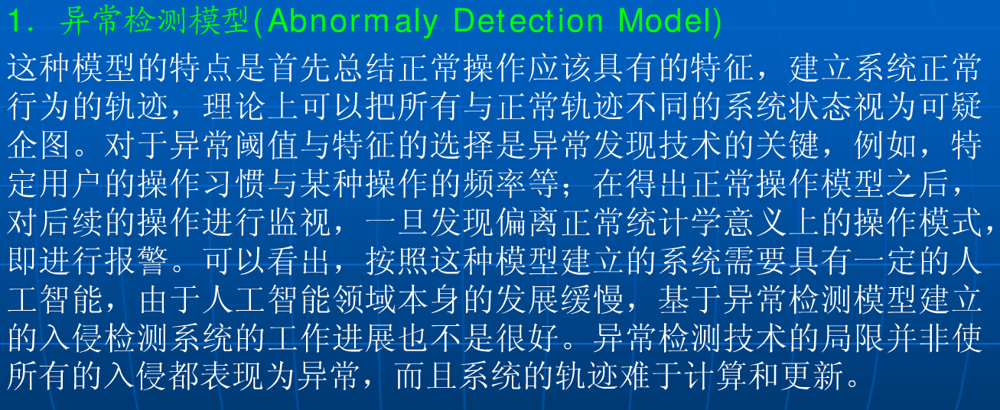 1. 异常检测模型(Abnormaly Detection Model)
这种模型的特点是首先总结正常操作应该具有的特征，建立系统正常
行为的轨迹，理论上可以把所有与正常轨迹不同的系统状态视为可疑
企图。对于异常阈值与特征的选择是异常发现技术的关键，例如，特
定用户的操作习惯与某种操作的频率等；在得出正常操作模型之后，
对后续的操作进行监视，一旦发现偏离正常统计学意义上的操作模式，
即进行报警。可以看出，按照这种模型建立的系统需要具有一定的人
工智能，由于人工智能领域本身的发展缓慢，基于异常检测模型建立
的入侵检测系统的工作进展也不是很好。异常检测技术的局限并非使
所有的入侵都表现为异常，而且系统的轨迹难于计算和更新。